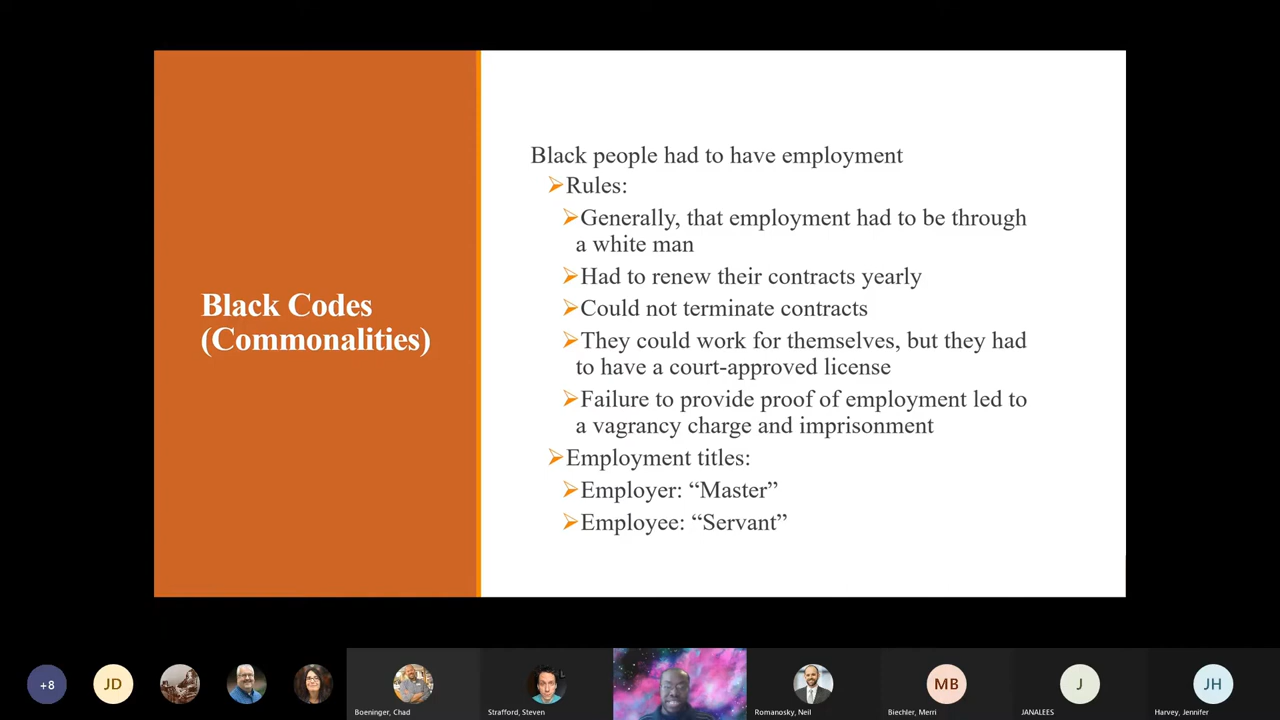 Black Codes
(Commonalities)
Black people had to have employment
Rules:
Generally, that employment had to be through
a white man
Had to renew their contracts yearly
Could not terminate contracts
They could work for themselves, but they had
to have a court-approved license
Failure to provide proof of employment led to
a vagrancy charge and imprisonment
Employment titles:
Employer: “Master”
Employee: “Servant”
+8
JD
MB
J
JH
Boeninger, Chad
Strafford, Steven
Romanosky, Neil
Biechler, Merri
JANALEES
Harvey, Jennifer